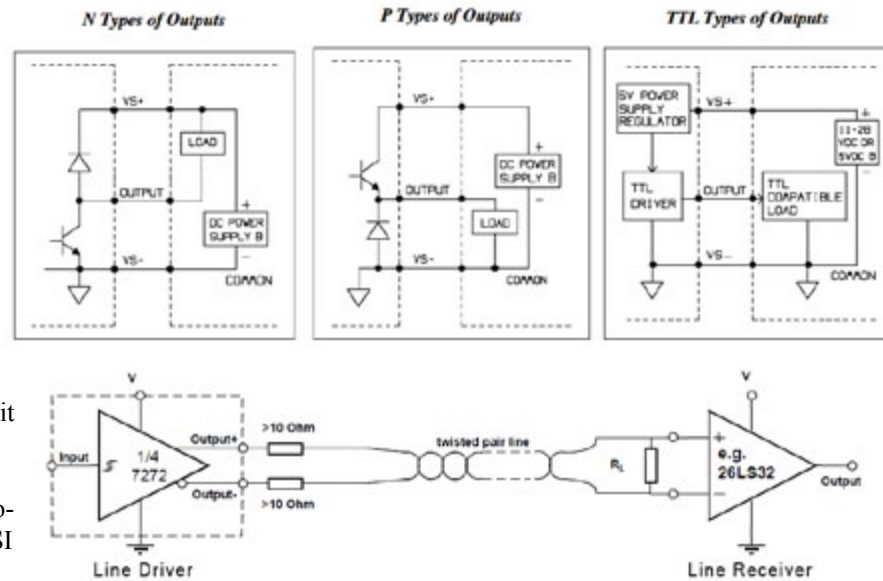 N Types of Outputs
P Types of Outputs
TTL Types of Outputs
VS+
LOAD
OUTPUT
+
DC POWER
SUPPLY B
-
VS-
COMMON
VS+
+
DC POWER
SUPPLY B
-
OUTPUT
LOAD
VS-
COMMON
5V POWER
SUPPLY
REGULATOR
VS+
+
11-28
VDC OR
5VDC B
-
TTL
DRIVER
OUTPUT
TTL
COMPATIBLE
LOAD
VS-
COMMON
it
o-
SI
V
Input
1/4
7272
Output+
Output-
>10 Ohm
>10 Ohm
twisted pair line
RL
V
+
e.g.
26LS32
-
Output
Line Driver
Line Receiver